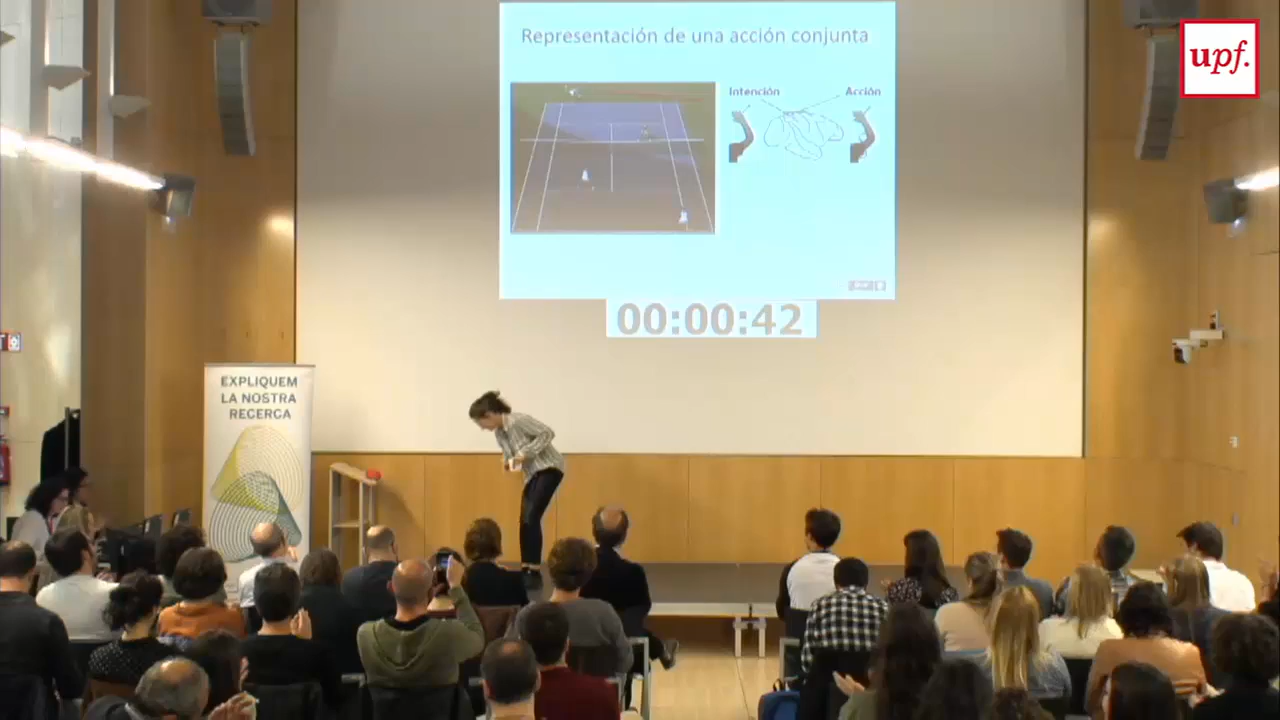 Representación de una acción conjunta
upf.
Intención
Acción
00:00:42
EXPLIQUEM
LA NOSTRA
RECERCA